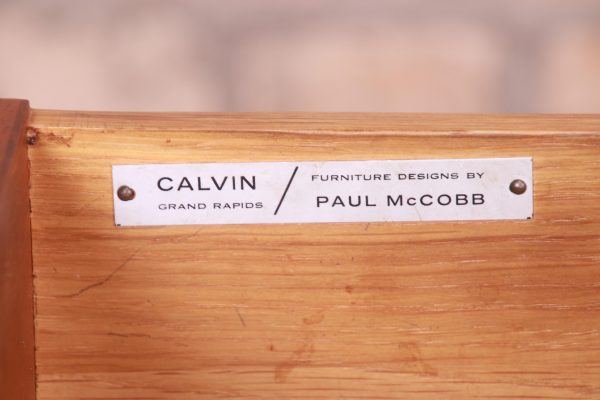 CALVIN
GRAND RAPIDS
/
FURNITURE DESIGNS BY
PAUL McCOBB